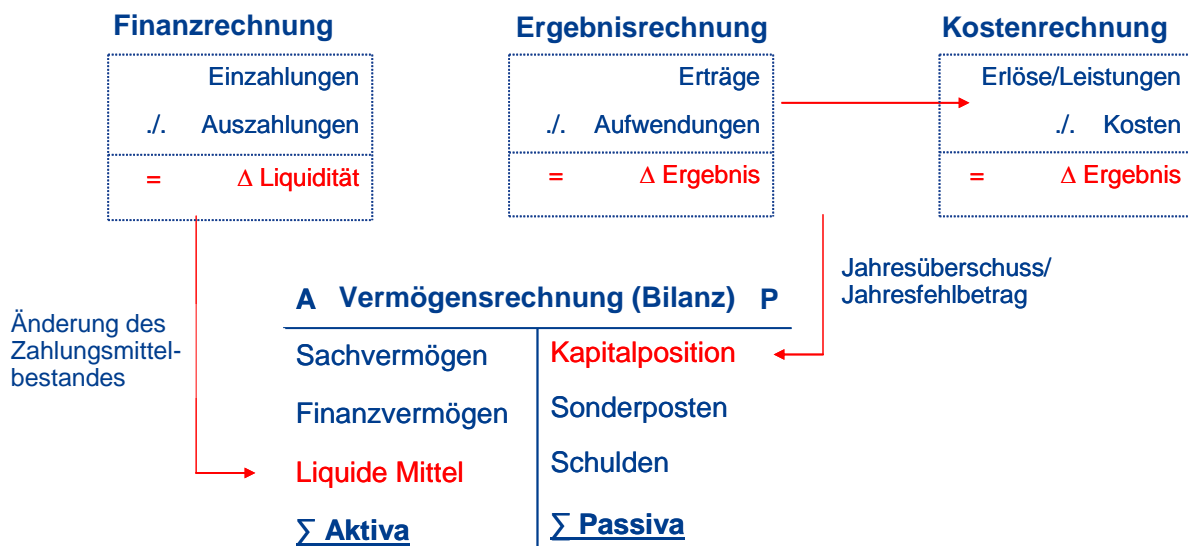 Finanzrechnung
Einzahlungen
./. Auszahlungen
= Δ Liquidität
Ergebnisrechnung
Erträge
./. Aufwendungen
= Δ Ergebnis
Kostenrechnung
Erlöse/Leistungen
./. Kosten
= Δ Ergebnis
Änderung des
Zahlungsmittel-
bestandes
Jahresüberschuss/
Jahresfehlbetrag
A Vermögensrechnung (Bilanz) P
Sachvermögen
Finanzvermögen
Liquide Mittel
∑ Aktiva
Kapitalposition
Sonderposten
Schulden
∑ Passiva